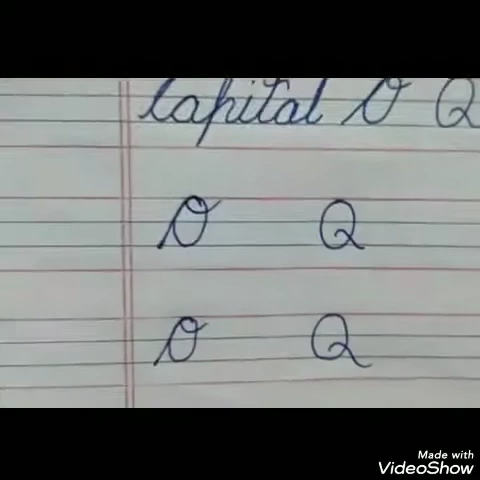 Capital O Q
O Q
O Q
Made with
VideoShow